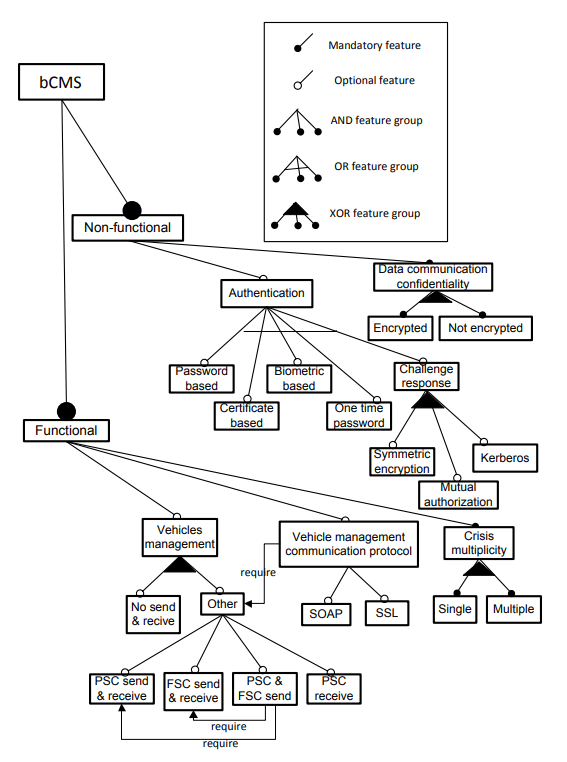 Mandatory feature
Optional feature
AND feature group
OR feature group
XOR feature group
bCMS
Non-functional
Data communication
confidentiality
Authentication
Encrypted
Not encrypted
Password
based
Biometric
based
Challenge
response
Certificate
based
One time
password
Functional
Symmetric
encryption
Kerberos
Mutual
authorization
Vehicles
management
Vehicle management
communication protocol
Crisis
multiplicity
require
No send
& recive
Other
SOAP
SSL
Single
Multiple
PSC send
& receive
FSC send
& receive
PSC &
FSC send
PSC
receive
require
require